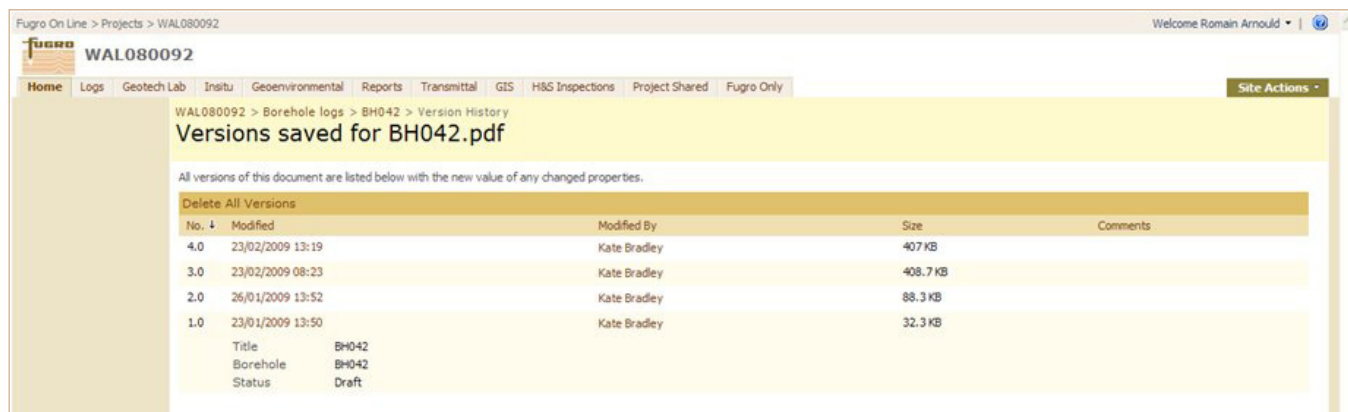 Fugro On Line > Projects > WAL080092 Welcome Romain Arnould
fugro WAL080092
Home Logs Geotech Lab Insitu Geoenvironmental Reports Transmittal GIS H&S Inspections Project Shared Fugro Only Site Actions
WAL080092 > Borehole logs > BH042 > Version History
Versions saved for BH042.pdf
All versions of this document are listed below with the new value of any changed properties.
Delete All Versions
No. ↓ Modified Modified By Size Comments
4.0 23/02/2009 13:19 Kate Bradley 407 KB
3.0 23/02/2009 08:23 Kate Bradley 408.7 KB
2.0 26/01/2009 13:52 Kate Bradley 88.3 KB
1.0 23/01/2009 13:50 Kate Bradley 32.3 KB
Title BH042
Borehole BH042
Status Draft